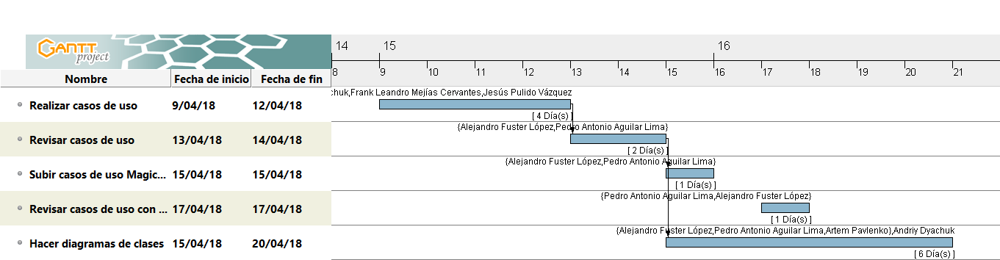 GANTT project
14 15 16
8 9 10 11 12 13 14 15 16 17 18 19 20 21
Nombre Fecha de inicio Fecha de fin
chuk,Frank Leandro Mejías Cervantes,Jesús Pulido Vázquez
Realizar casos de uso 9/04/18 12/04/18
[ 4 Día(s) ]
{Alejandro Fuster López,Pedro Antonio Aguilar Lima}
Revisar casos de uso 13/04/18 14/04/18
[ 2 Día(s) ]
{Alejandro Fuster López,Pedro Antonio Aguilar Lima}
Subir casos de uso Magic... 15/04/18 15/04/18
[ 1 Día(s) ]
{Pedro Antonio Aguilar Lima,Alejandro Fuster López}
Revisar casos de uso con ... 17/04/18 17/04/18
[ 1 Día(s) ]
{Alejandro Fuster López,Pedro Antonio Aguilar Lima,Artem Pavlenko},Andriy Dyachuk
Hacer diagramas de clases 15/04/18 20/04/18
[ 6 Día(s) ]